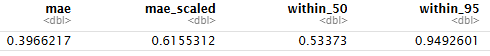 mae mae_scaled within_50 within_95
<dbl> <dbl> <dbl> <dbl>
0.3966217 0.6155312 0.53373 0.9492601